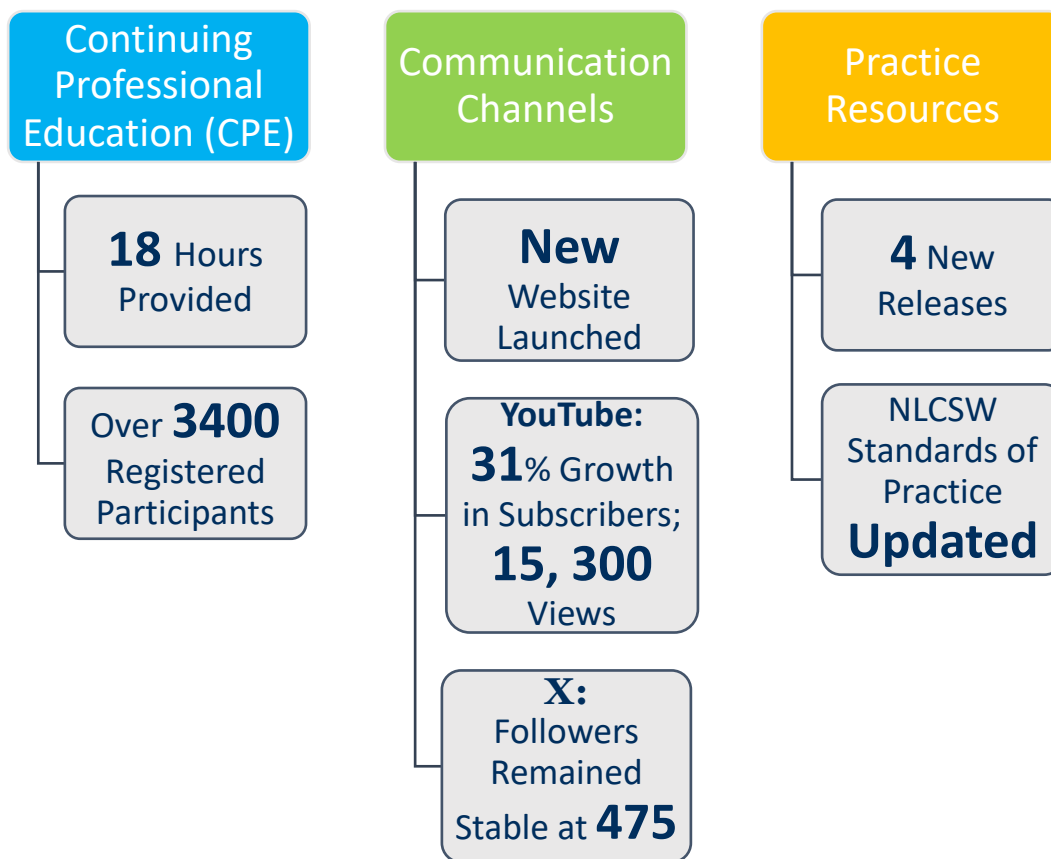 Continuing
Professional
Education (CPE)
18 Hours
Provided
Over 3400
Registered
Participants
Communication
Channels
New
Website
Launched
YouTube:
31% Growth
in Subscribers;
15, 300
Views
X:
Followers
Remained
Stable at 475
Practice
Resources
4 New
Releases
NLCSW
Standards of
Practice
Updated